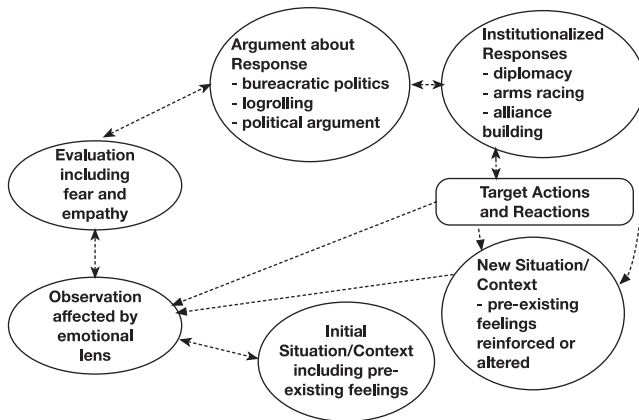 Argument about
Response
- bureacratic politics
- logrolling
- political argument
Institutionalized
Responses
- diplomacy
- arms racing
- alliance
building
Evaluation
including
fear and
empathy
Target Actions
and Reactions
Observation
affected by
emotional
lens
Initial
Situation/Context
including pre-
existing feelings
New Situation/
Context
- pre-existing
feelings
reinforced or
altered